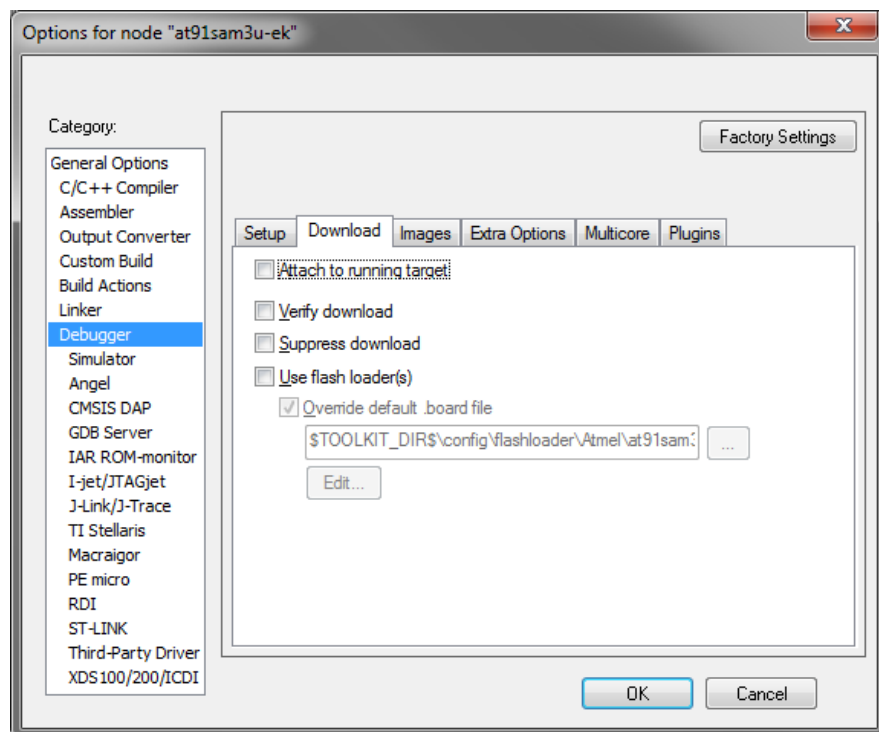 Options for node "at91sam3u-ek"
Category:
General Options
C/C++ Compiler
Assembler
Output Converter
Custom Build
Build Actions
Linker
Debugger
Simulator
Angel
CMSIS DAP
GDB Server
IAR ROM-monitor
I-jet/JTAGjet
J-Link/J-Trace
TI Stellaris
Macraigor
PE micro
RDI
ST-LINK
Third-Party Driver
XDS100/200/ICDI
Factory Settings
Setup Download Images Extra Options Multicore Plugins
Attach to running target
Verify download
Suppress download
Use flash loader(s)
Override default .board file
$TOOLKIT_DIR$\config\flashloader\Atmel\at91sam3
...
Edit...
OK Cancel